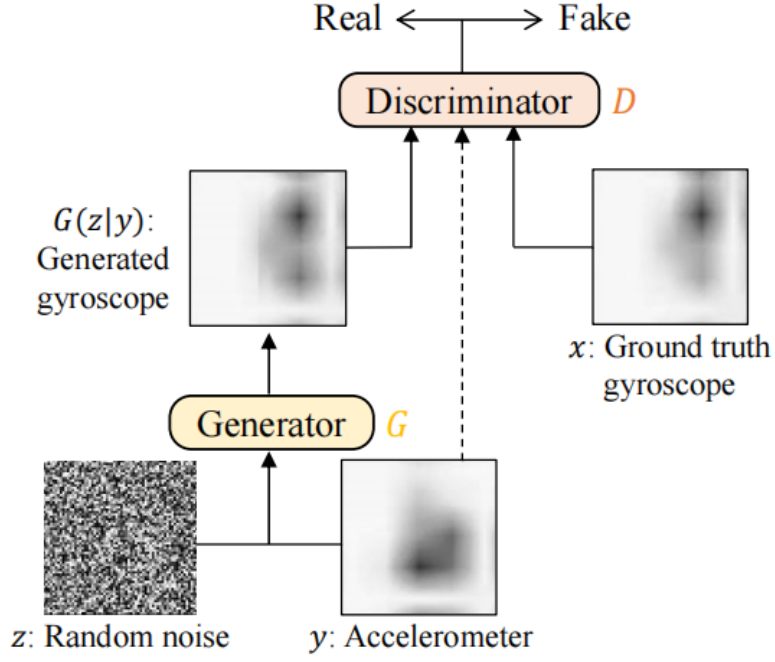 Real
Fake
Discriminator
D
G(z|y):
Generated
gyroscope
x: Ground truth
gyroscope
Generator
G
z: Random noise
y: Accelerometer